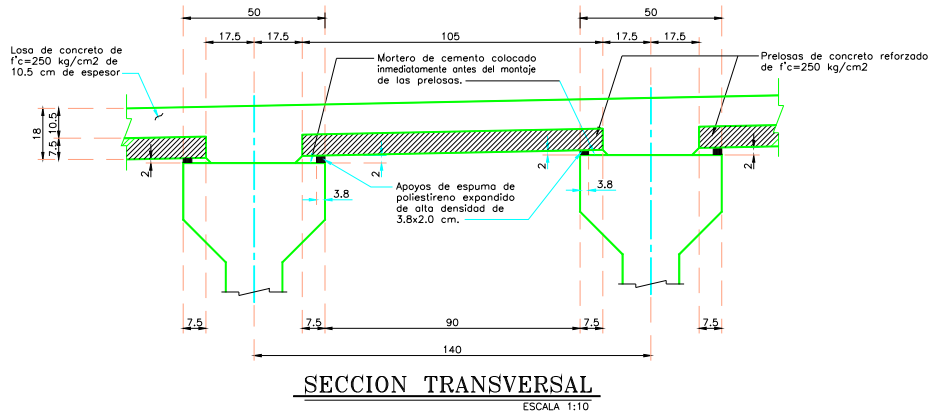 50
50
17.5
17.5
105
17.5
17.5
Losa de concreto de
f'c=250 kg/cm2 de
10.5 cm de espesor
Mortero de cemento colocado
inmediatamente antes del montaje
de las prelosas.
Prelosas de concreto reforzado
de f'c=250 kg/cm2
18
10.5
7.5
2
2
2
2
3.8
3.8
Apoyos de espuma de
poliestireno expandido
de alta densidad de
3.8x2.0 cm.
7.5
7.5
90
7.5
7.5
140
SECCION TRANSVERSAL
ESCALA 1:10